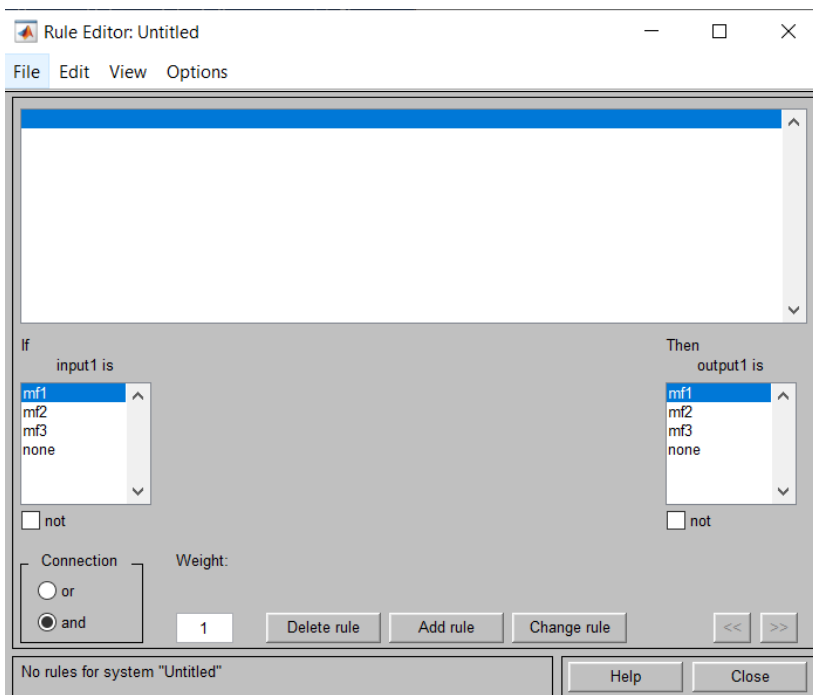 Rule Editor: Untitled
File Edit View Options
If
input1 is
mf1
mf2
mf3
none
not
Then
output1 is
mf1
mf2
mf3
none
not
Connection
or
and
Weight:
1
Delete rule
Add rule
Change rule
<<
>>
No rules for system "Untitled"
Help
Close